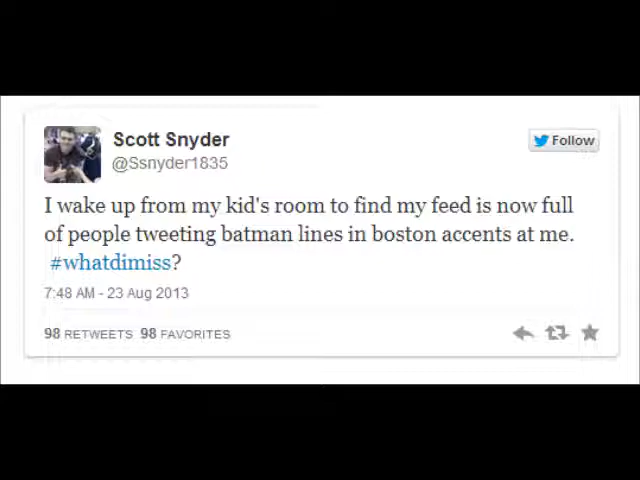 Scott Snyder
@Ssnyder1835
Follow
I wake up from my kid's room to find my feed is now full
of people tweeting batman lines in boston accents at me.
#whatdimiss?
7:48 AM - 23 Aug 2013
98 RETWEETS 98 FAVORITES